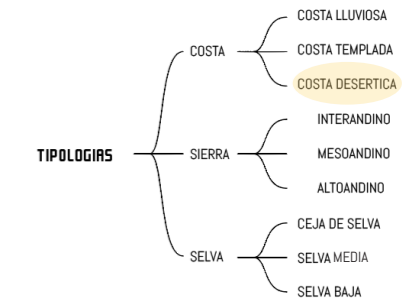 COSTA LLUVIOSA
COSTA
COSTA TEMPLADA
COSTA DESERTICA
INTERANDINO
TIPOLOGIAS
SIERRA
MESOANDINO
ALTOANDINO
CEJA DE SELVA
SELVA
SELVA MEDIA
SELVA BAJA